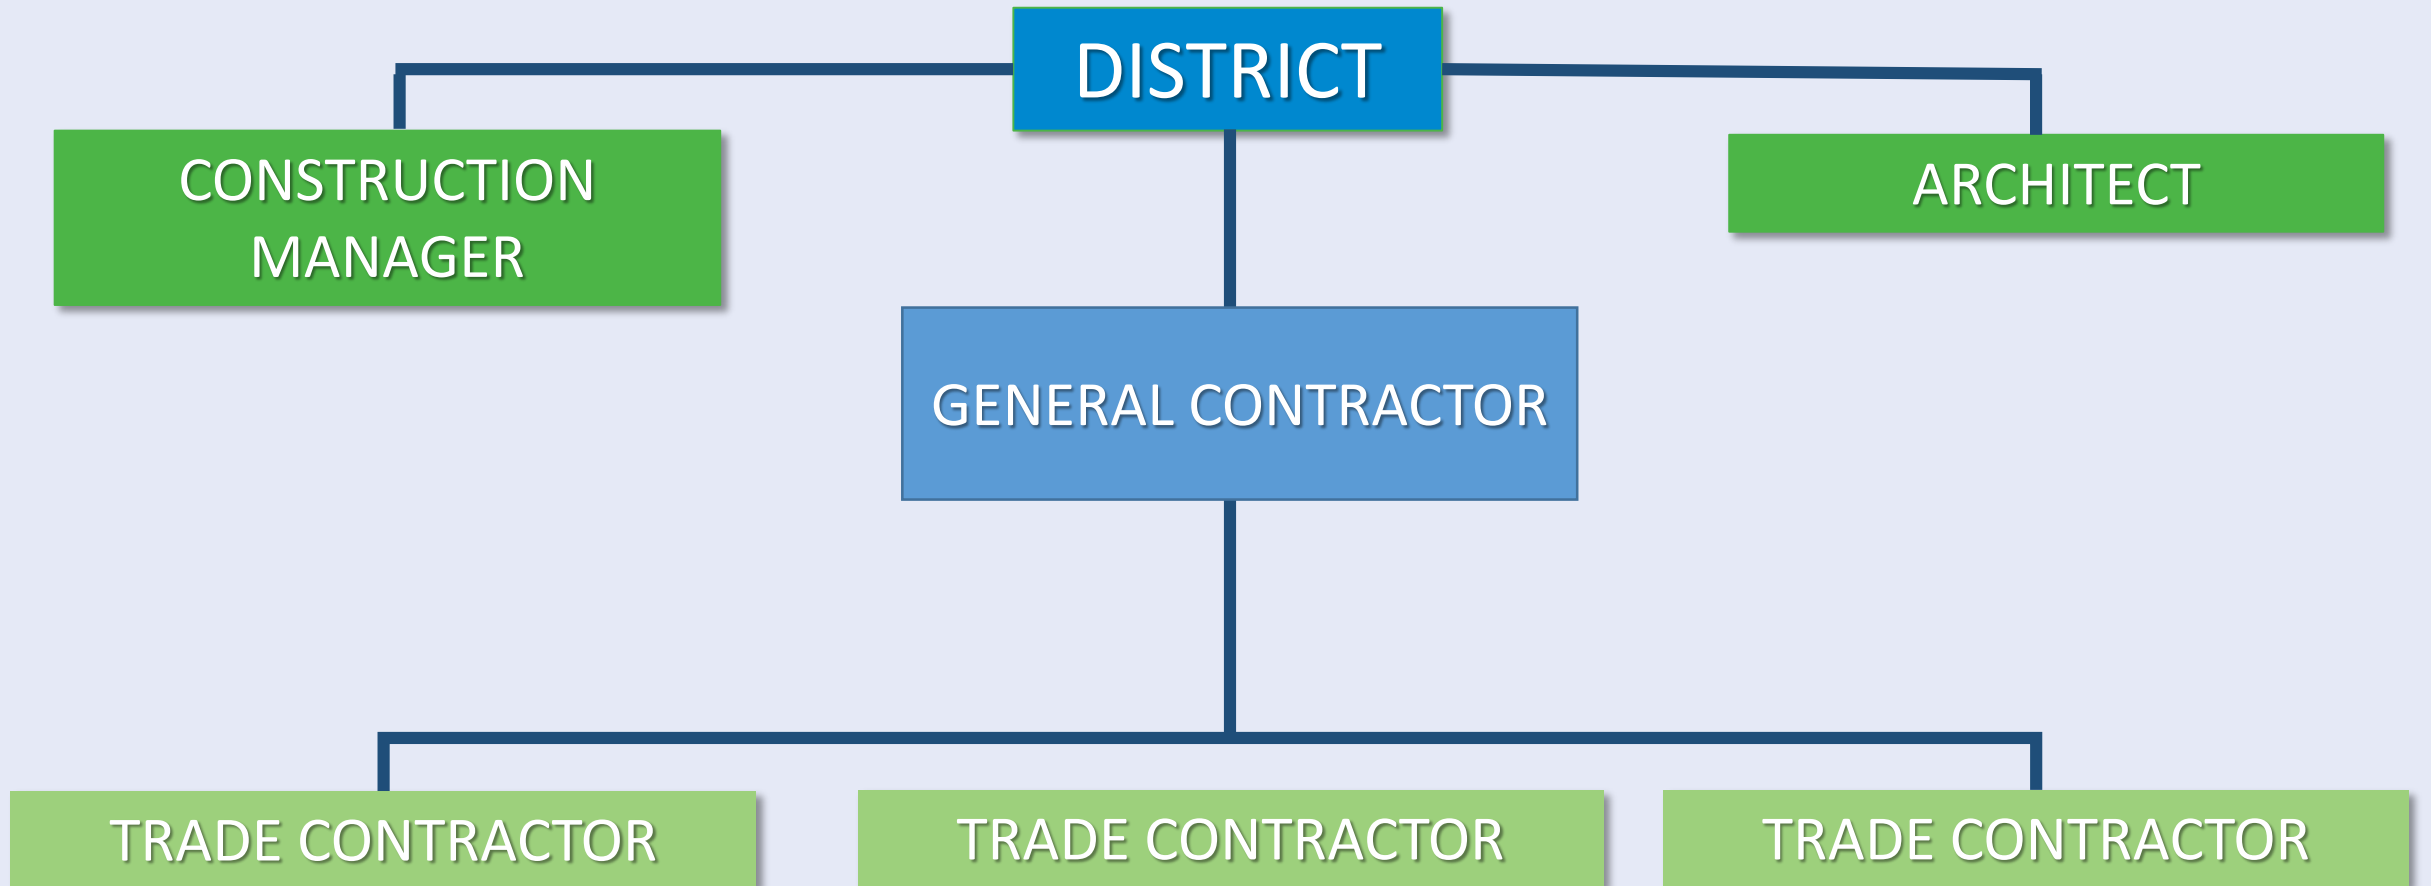 DISTRICT
CONSTRUCTION
MANAGER
ARCHITECT
GENERAL CONTRACTOR
TRADE CONTRACTOR
TRADE CONTRACTOR
TRADE CONTRACTOR